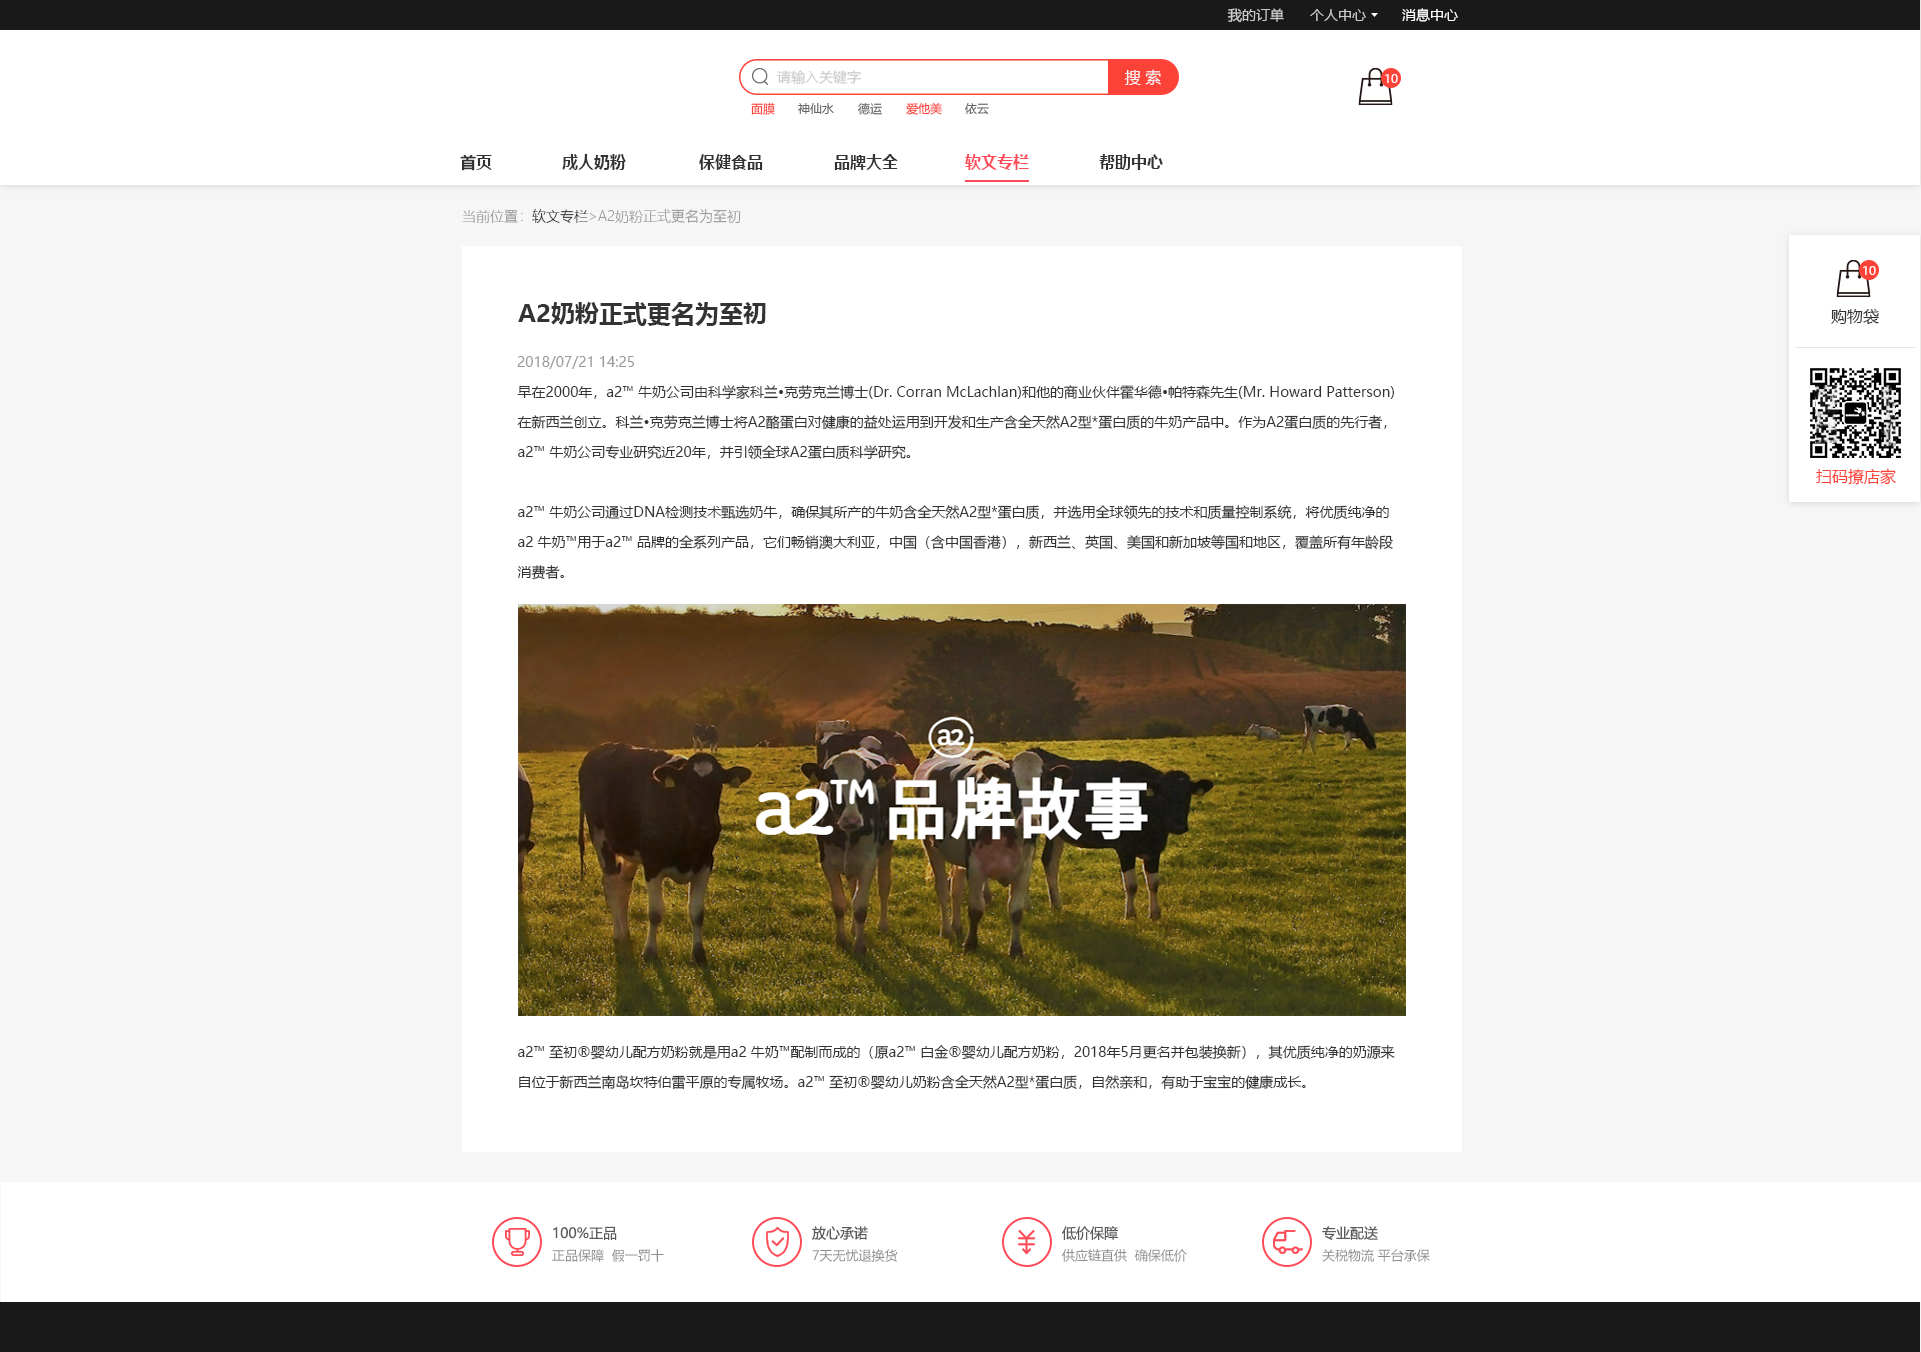 我的订单 个人中心 消息中心
请输入关键字 搜 索
10
面膜 神仙水 德运 爱他美 依云
首页 成人奶粉 保健食品 品牌大全 软文专栏 帮助中心
当前位置：软文专栏>A2奶粉正式更名为至初
A2奶粉正式更名为至初
2018/07/21 14:25
早在2000年，a2™ 牛奶公司由科学家科兰•克劳克兰博士(Dr. Corran McLachlan)和他的商业伙伴霍华德•帕特森先生(Mr. Howard Patterson)
在新西兰创立。科兰•克劳克兰博士将A2酪蛋白对健康的益处运用到开发和生产含全天然A2型*蛋白质的牛奶产品中。作为A2蛋白质的先行者，
a2™ 牛奶公司专业研究近20年，并引领全球A2蛋白质科学研究。
a2™ 牛奶公司通过DNA检测技术甄选奶牛，确保其所产的牛奶含全天然A2型*蛋白质，并选用全球领先的技术和质量控制系统，将优质纯净的
a2 牛奶™用于a2™ 品牌的全系列产品，它们畅销澳大利亚，中国（含中国香港），新西兰、英国、美国和新加坡等国和地区，覆盖所有年龄段
消费者。
a2
a2™ 品牌故事
a2™ 至初®婴幼儿配方奶粉就是用a2 牛奶™配制而成的（原a2™ 白金®婴幼儿配方奶粉，2018年5月更名并包装换新），其优质纯净的奶源来
自位于新西兰南岛坎特伯雷平原的专属牧场。a2™ 至初®婴幼儿奶粉含全天然A2型*蛋白质，自然亲和，有助于宝宝的健康成长。
10
购物袋
扫码撩店家
100%正品
正品保障 假一罚十
放心承诺
7天无忧退换货
低价保障
供应链直供 确保低价
专业配送
关税物流 平台承保